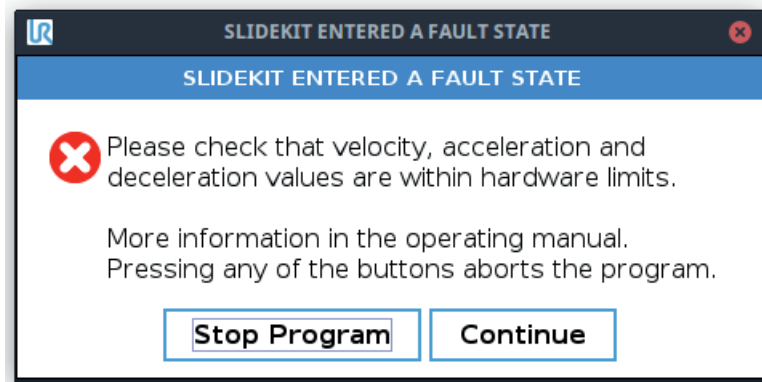 UR
SLIDEKIT ENTERED A FAULT STATE
SLIDEKIT ENTERED A FAULT STATE
Please check that velocity, acceleration and
deceleration values are within hardware limits.
More information in the operating manual.
Pressing any of the buttons aborts the program.
Stop Program Continue